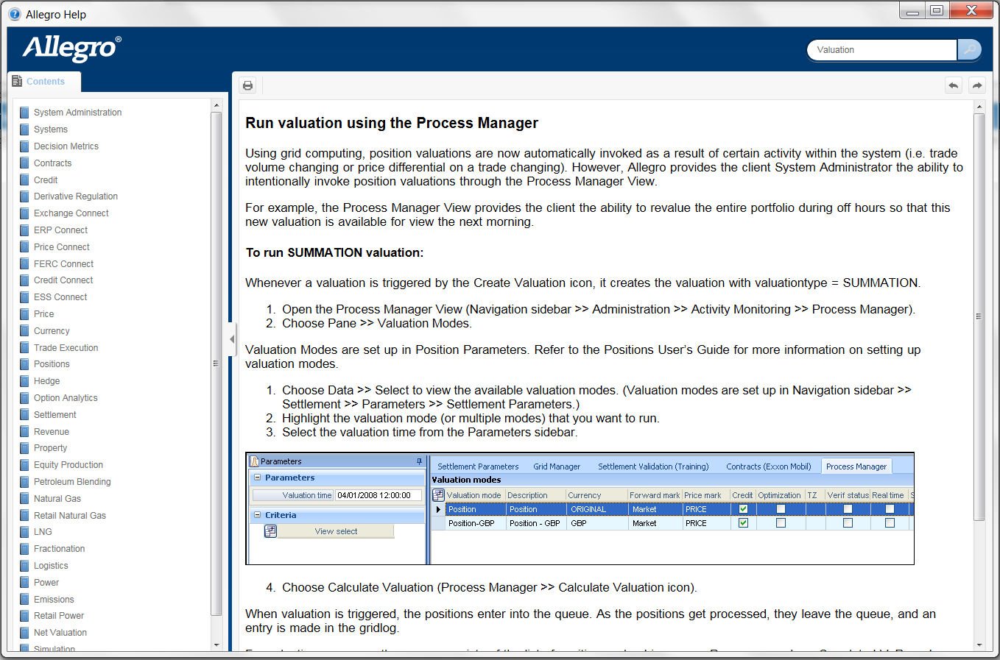 Allegro Help
Allegro®
Valuation
Contents
System Administration
Systems
Decision Metrics
Contracts
Credit
Derivative Regulation
Exchange Connect
ERP Connect
Price Connect
FERC Connect
Credit Connect
ESS Connect
Price
Currency
Trade Execution
Positions
Hedge
Option Analytics
Settlement
Revenue
Property
Equity Production
Petroleum Blending
Natural Gas
Retail Natural Gas
LNG
Fractionation
Logistics
Power
Emissions
Retail Power
Net Valuation
Simulation
Run valuation using the Process Manager
Using grid computing, position valuations are now automatically invoked as a result of certain activity within the system (i.e. trade
volume changing or price differential on a trade changing). However, Allegro provides the client System Administrator the ability to
intentionally invoke position valuations through the Process Manager View.
For example, the Process Manager View provides the client the ability to revalue the entire portfolio during off hours so that this
new valuation is available for view the next morning.
To run SUMMATION valuation:
Whenever a valuation is triggered by the Create Valuation icon, it creates the valuation with valuationtype = SUMMATION.
1. Open the Process Manager View (Navigation sidebar >> Administration >> Activity Monitoring >> Process Manager).
2. Choose Pane >> Valuation Modes.
Valuation Modes are set up in Position Parameters. Refer to the Positions User's Guide for more information on setting up
valuation modes.
1. Choose Data >> Select to view the available valuation modes. (Valuation modes are set up in Navigation sidebar >>
Settlement >> Parameters >> Settlement Parameters.)
2. Highlight the valuation mode (or multiple modes) that you want to run.
3. Select the valuation time from the Parameters sidebar.
Parameters
Parameters
Valuation time 04/01/2008 12:00:00
Criteria
View select
Settlement Parameters Grid Manager Settlement Validation (Training) Contracts (Exxon Mobil) Process Manager
Valuation modes
Valuation mode Description Currency Forward mark Price mark Credit Optimization TZ Verif status Real time S
Position Position ORIGINAL Market PRICE
Position-GBP Position - GBP GBP Market PRICE
4. Choose Calculate Valuation (Process Manager >> Calculate Valuation icon).
When valuation is triggered, the positions enter into the queue. As the positions get processed, they leave the queue, and an
entry is made in the gridlog.